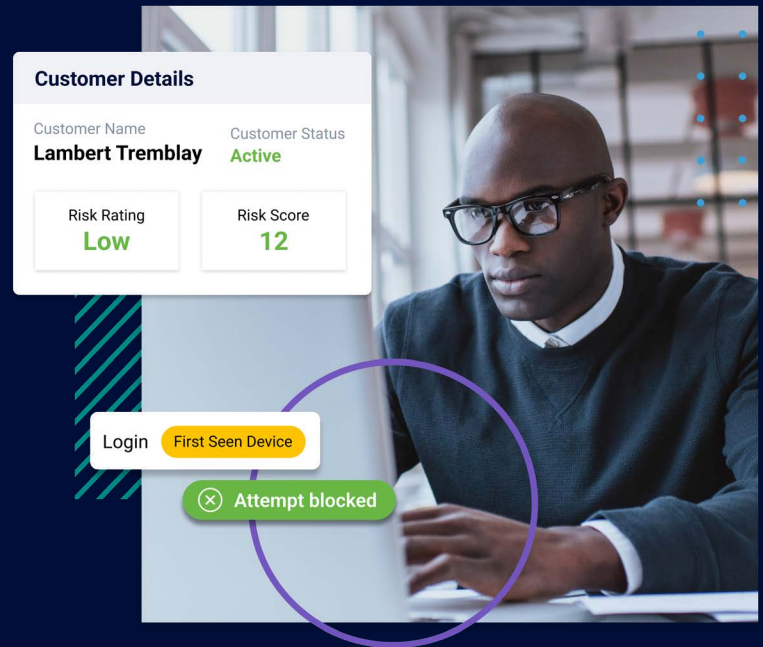 Customer Details
Customer Name
Lambert Tremblay
Customer Status
Active
Risk Rating
Low
Risk Score
12
Login
First Seen Device
Attempt blocked